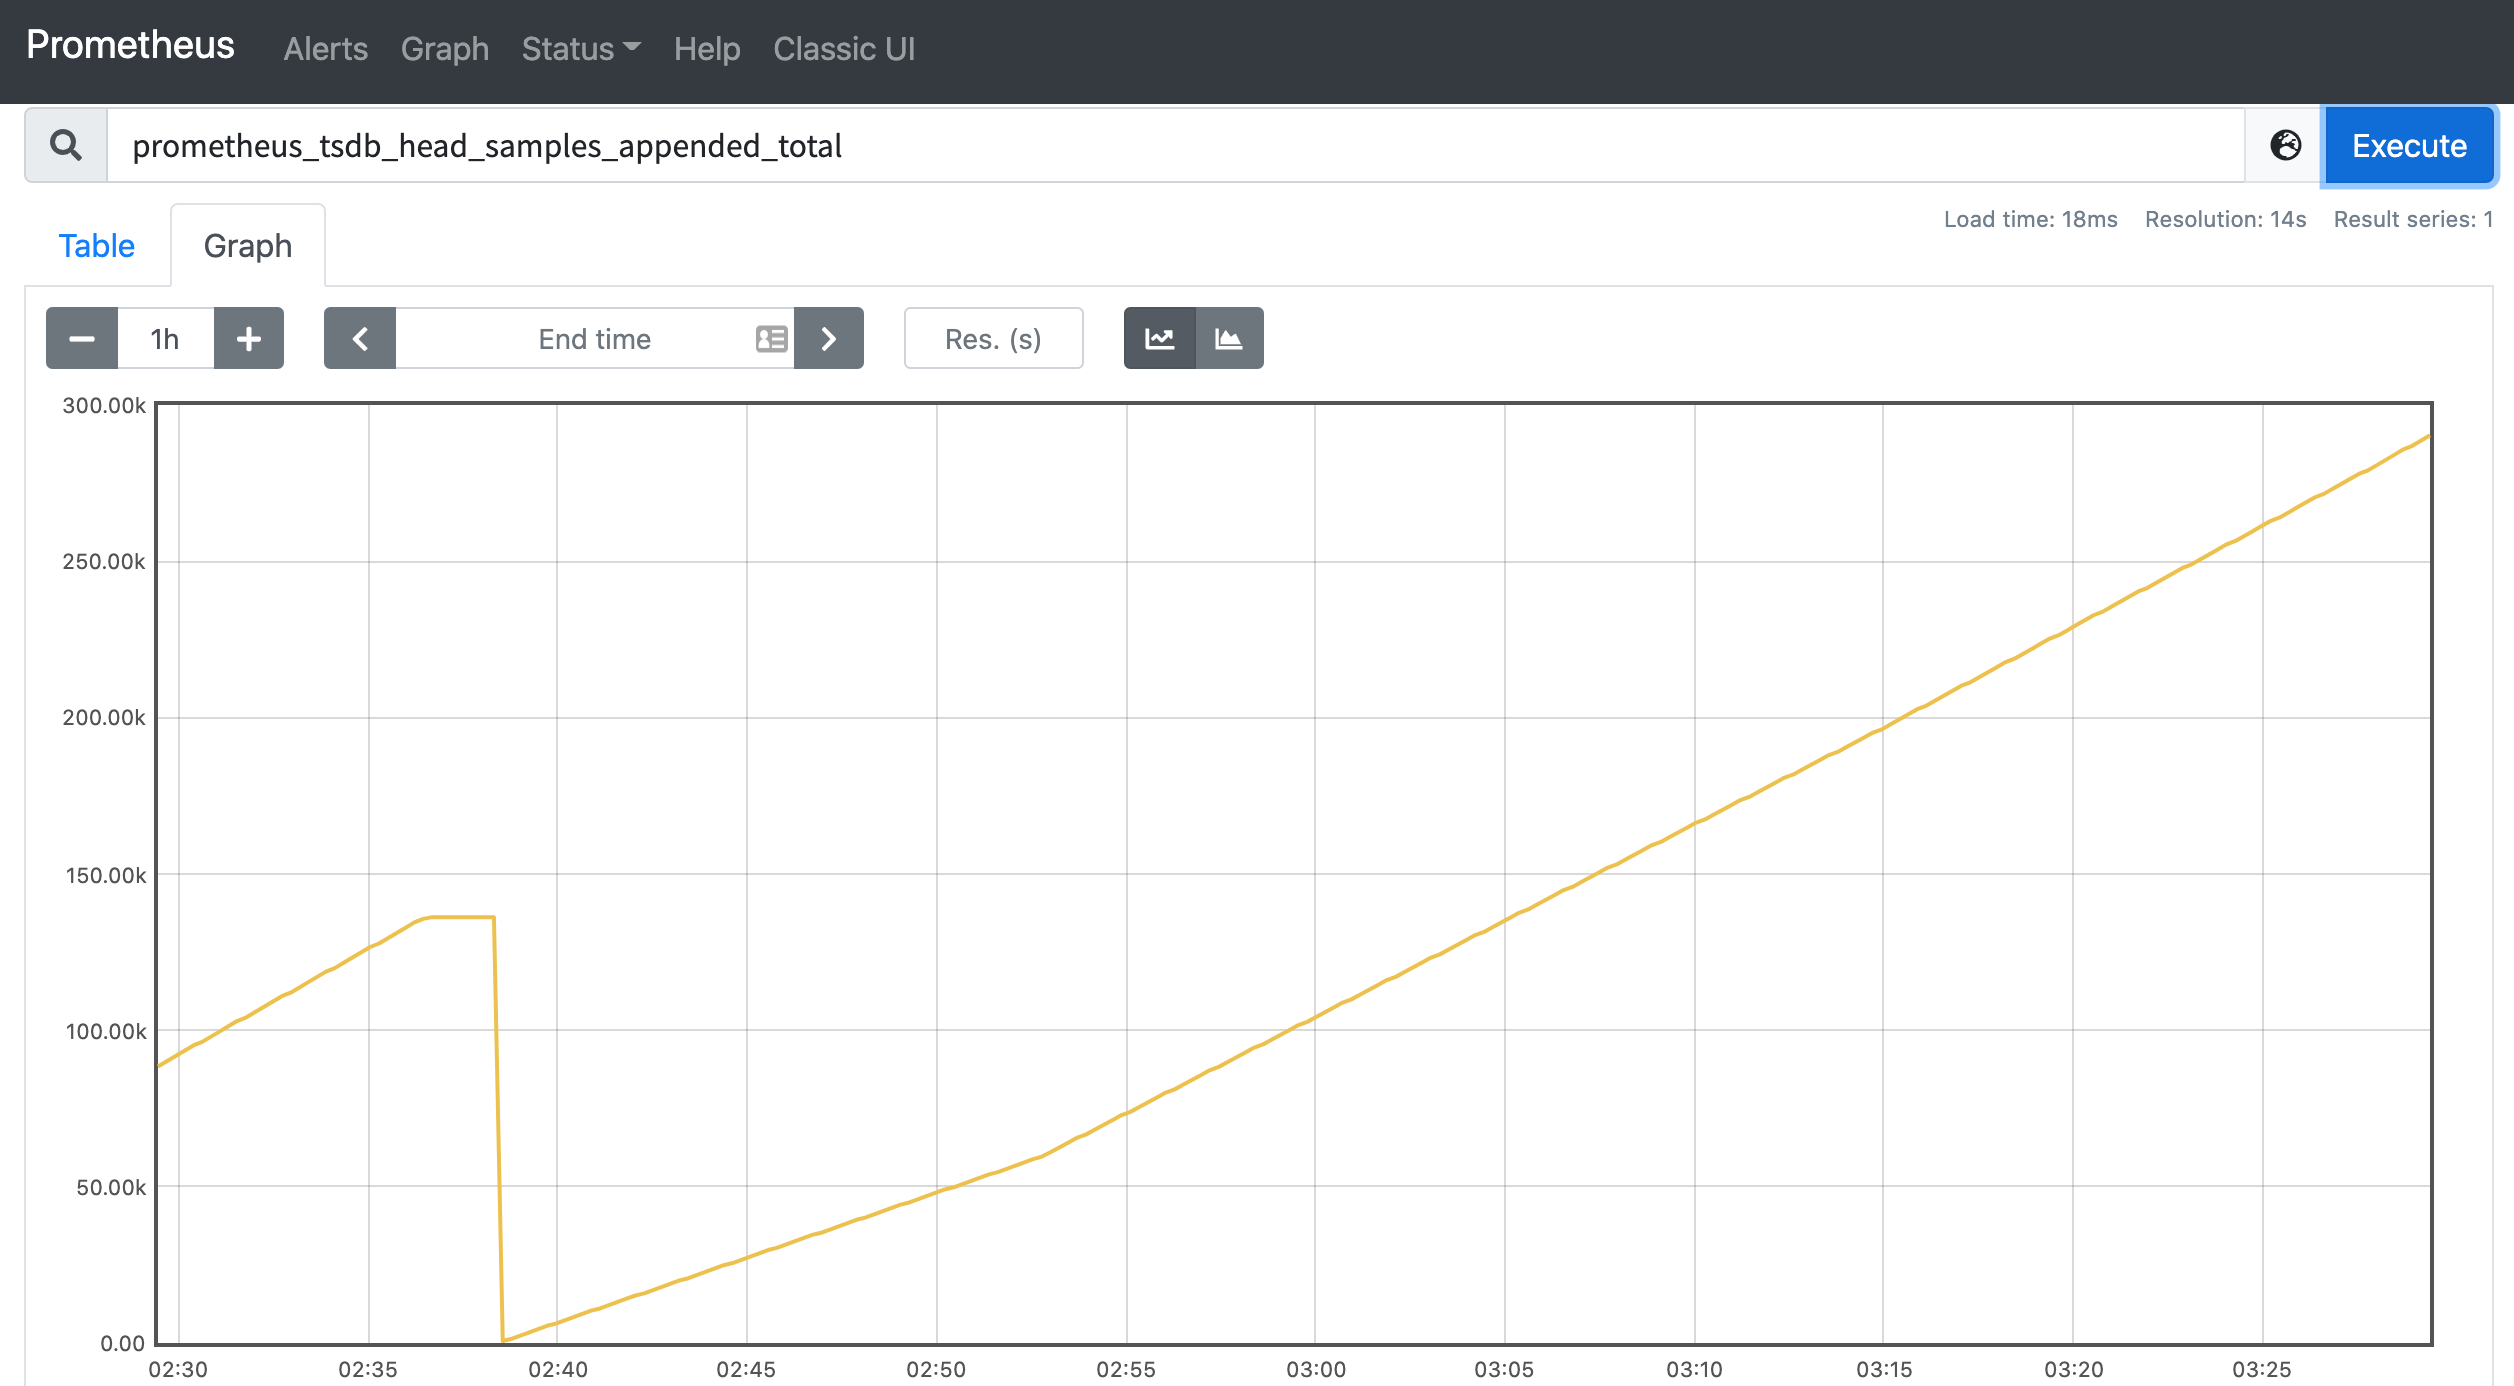 Prometheus Alerts Graph Status Help Classic UI
prometheus_tsdb_head_samples_appended_total Execute
Load time: 18ms Resolution: 14s Result series: 1
Table Graph
1h End time Res. (s)
300.00k
250.00k
200.00k
150.00k
100.00k
50.00k
0.00
02:30 02:35 02:40 02:45 02:50 02:55 03:00 03:05 03:10 03:15 03:20 03:25